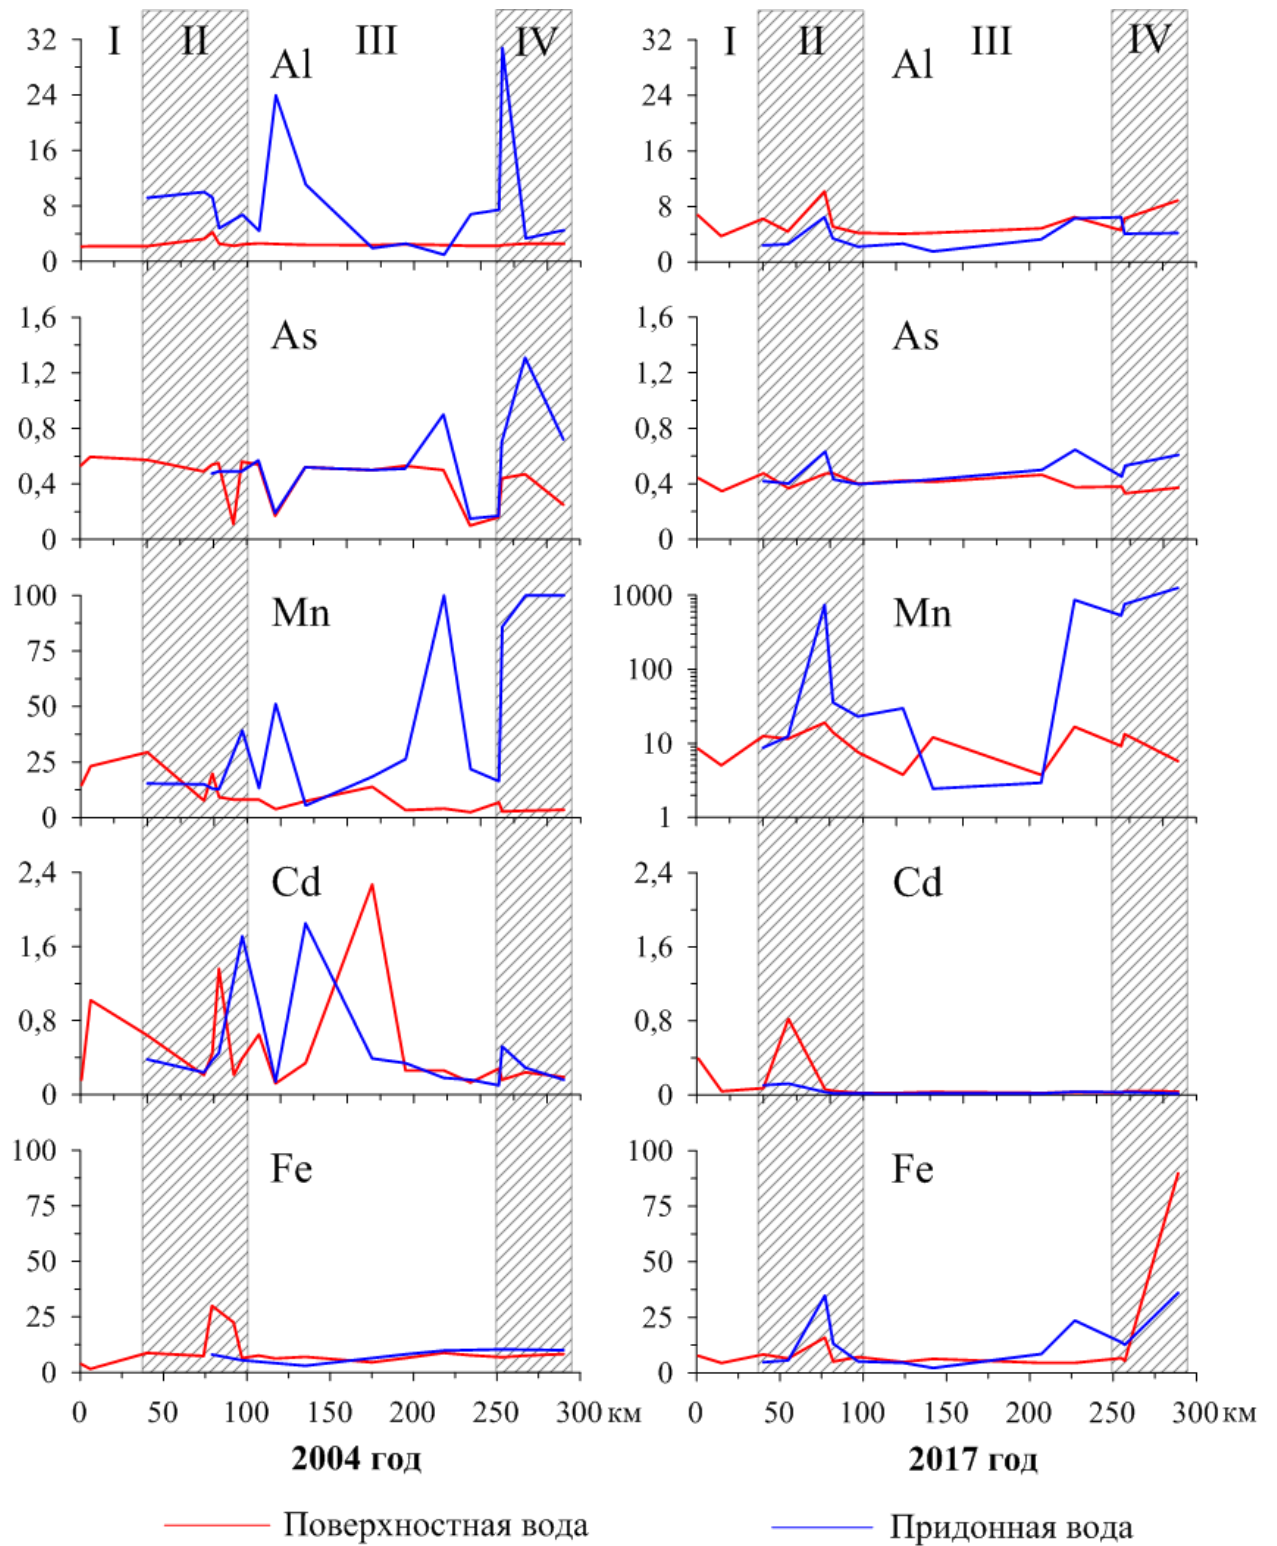 I II III IV I II III IV
Al Al
32 32
24 24
16 16
8 8
0 0
As As
1,6 1,6
1,2 1,2
0,8 0,8
0,4 0,4
0 0
Mn Mn
100 1000
75 100
50 10
25 1
0
Cd Cd
2,4 2,4
1,6 1,6
0,8 0,8
0 0
Fe Fe
100 100
75 75
50 50
25 25
0 0
0 50 100 150 200 250 300 км 0 50 100 150 200 250 300 км
2004 год 2017 год
Поверхностная вода Придонная вода